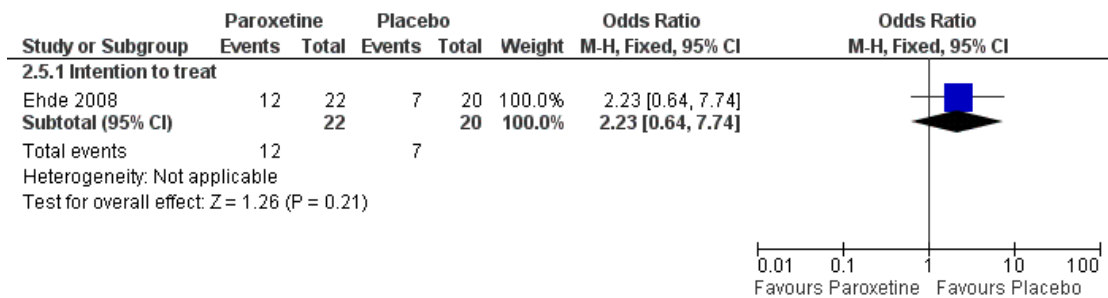 Paroxetine Placebo Odds Ratio Odds Ratio
Study or Subgroup Events Total Events Total Weight M-H, Fixed, 95% CI M-H, Fixed, 95% CI
2.5.1 Intention to treat
Ehde 2008 12 22 7 20 100.0% 2.23 [0.64, 7.74]
Subtotal (95% CI) 22 20 100.0% 2.23 [0.64, 7.74]
Total events 12 7
Heterogeneity: Not applicable
Test for overall effect: Z = 1.26 (P = 0.21)
0.01 0.1 1 10 100
Favours Paroxetine Favours Placebo